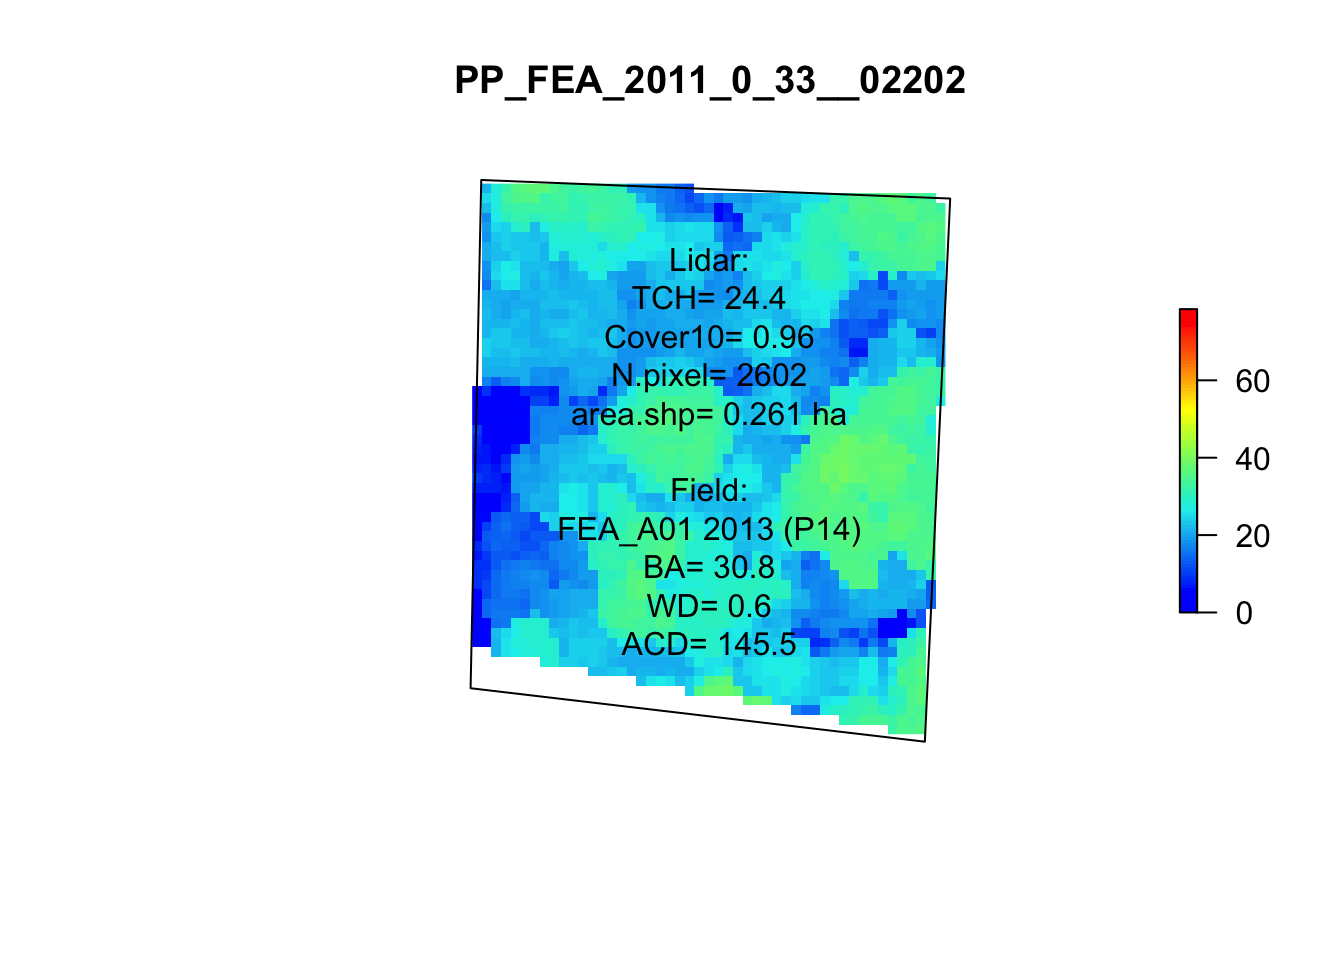 PP_FEA_2011_0_33__02202
Lidar:
TCH= 24.4
Cover10= 0.96
N.pixel= 2602
area.shp= 0.261 ha
Field:
FEA_A01 2013 (P14)
BA= 30.8
WD= 0.6
ACD= 145.5
60
40
20
0